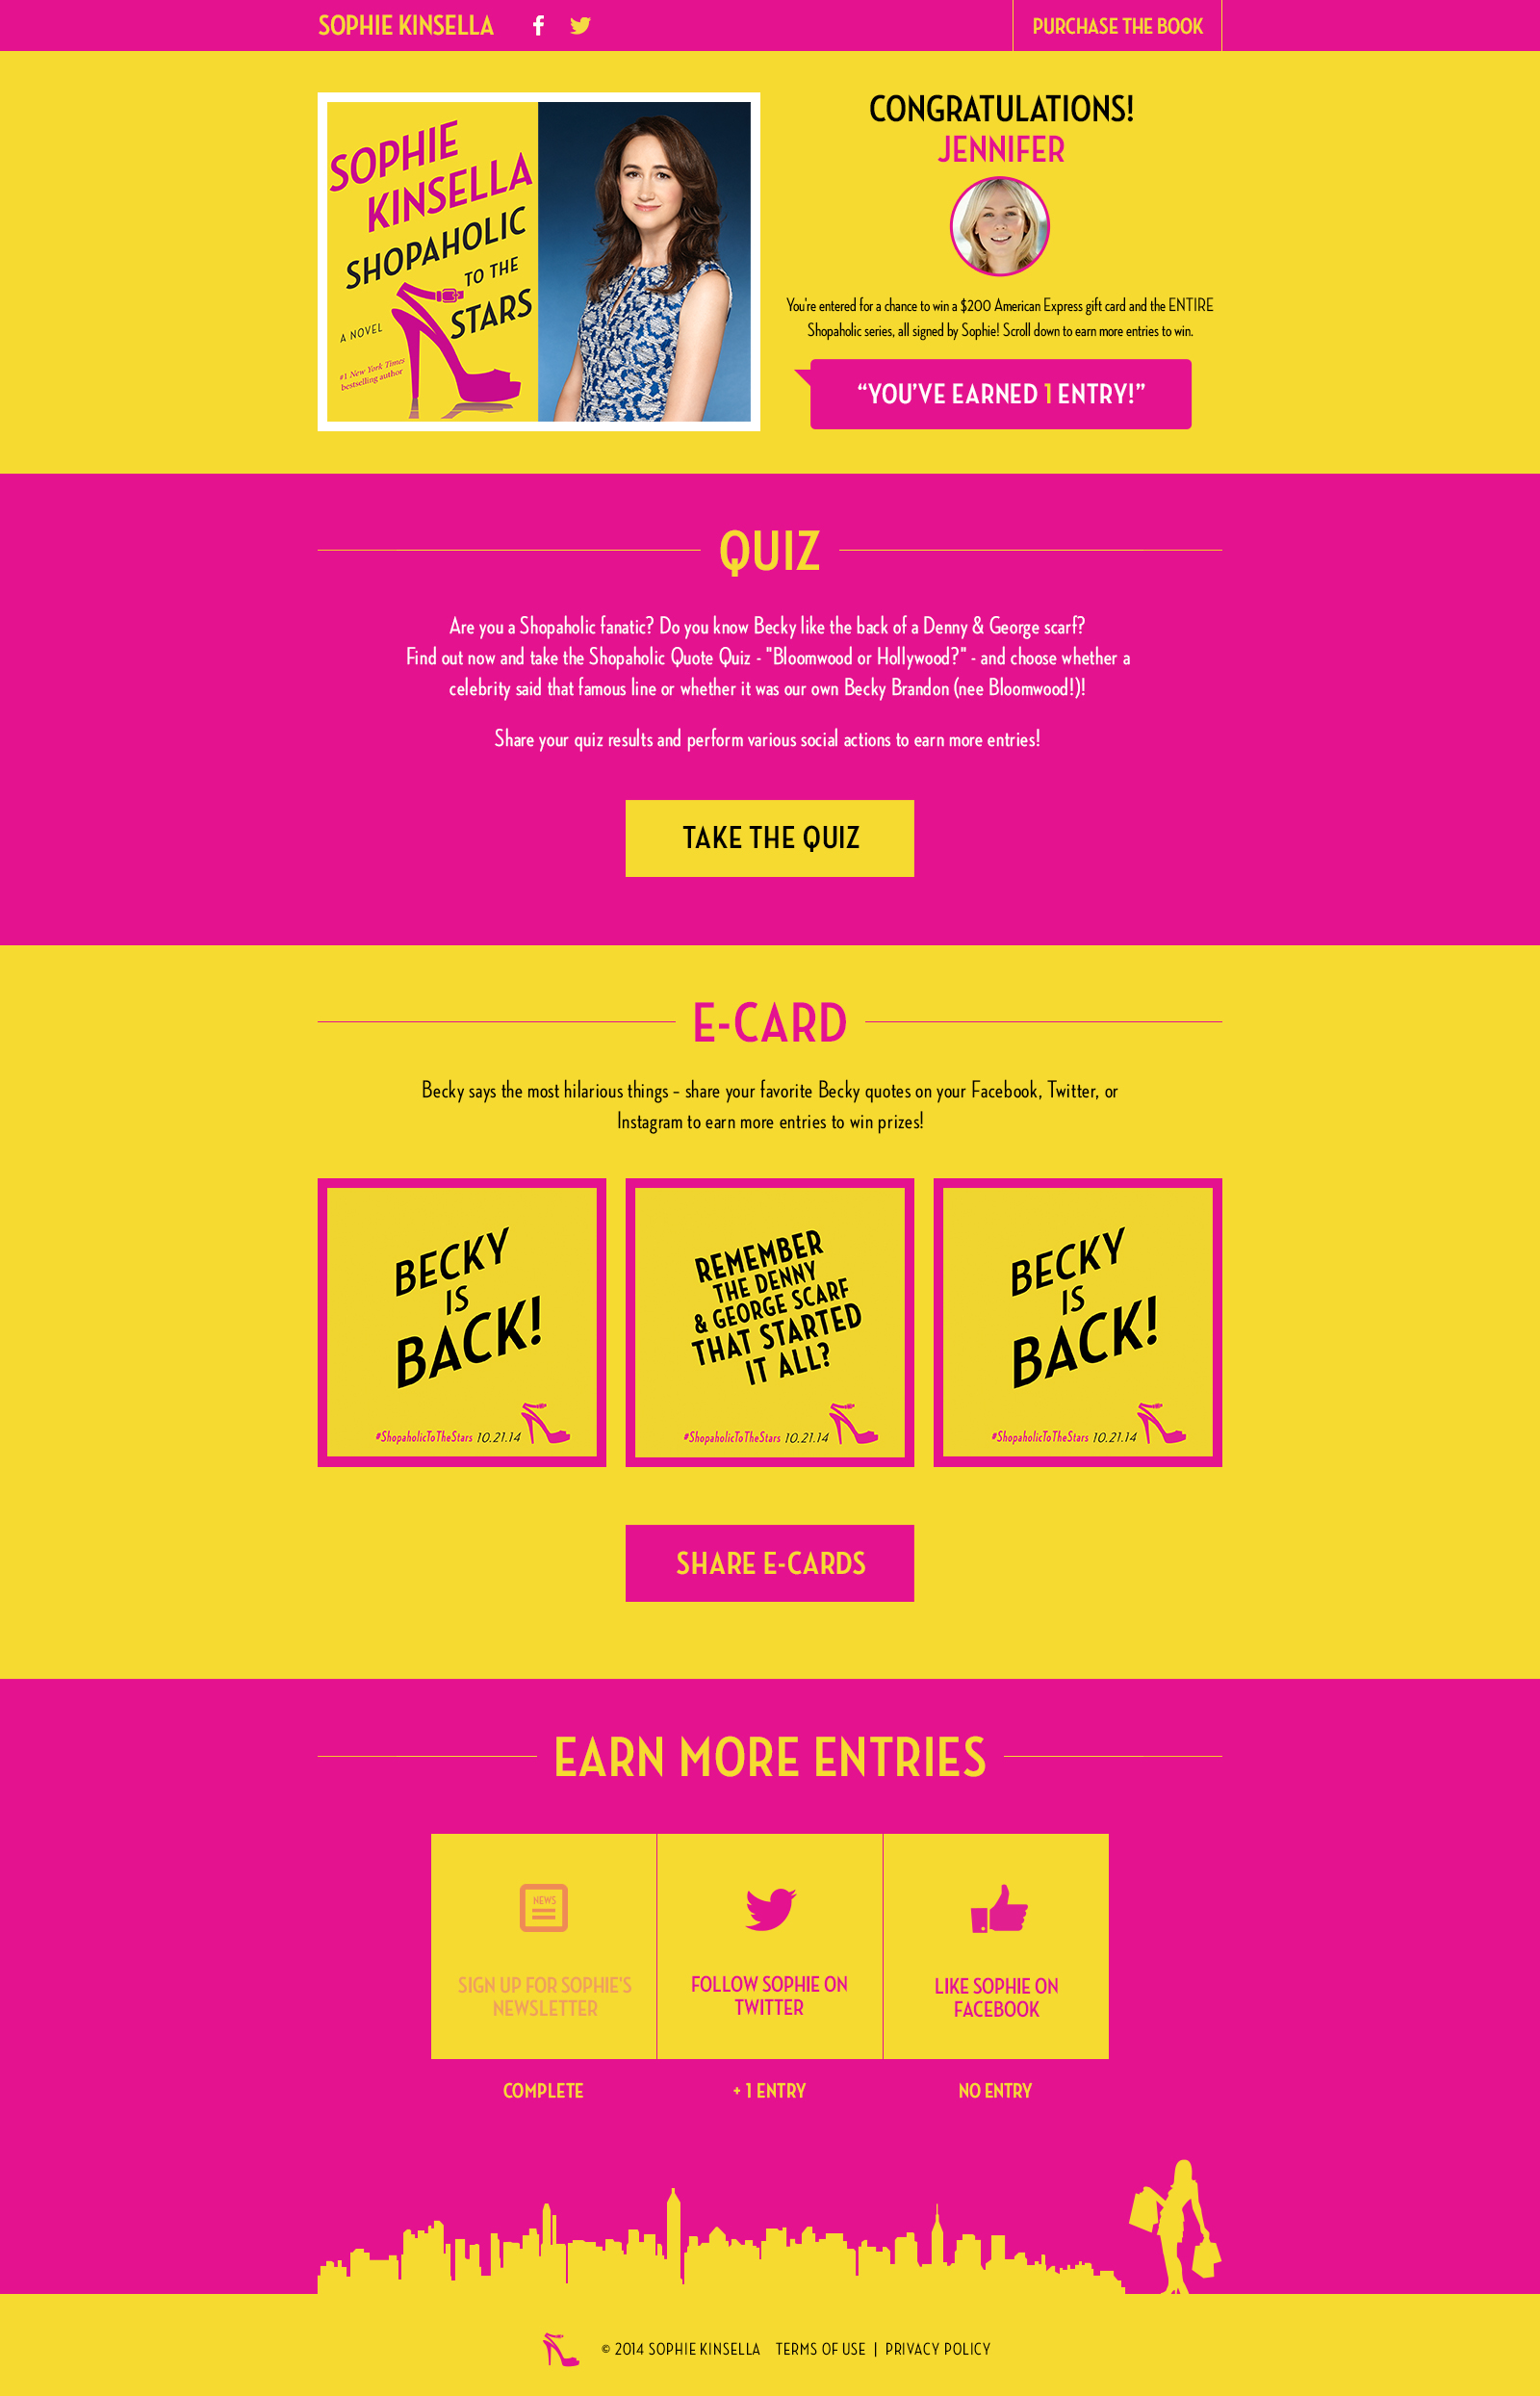 SOPHIE KINSELLA
PURCHASE THE BOOK
SOPHIE
KINSELLA
SHOPAHOLIC
TO THE
STARS
A NOVEL
#1 New York Times
bestselling author
CONGRATULATIONS!
JENNIFER
You're entered for a chance to win a $200 American Express gift card and the ENTIRE
Shopaholic series, all signed by Sophie! Scroll down to earn more entries to win.
“YOU’VE EARNED 1 ENTRY!”
QUIZ
Are you a Shopaholic fanatic? Do you know Becky like the back of a Denny & George scarf?
Find out now and take the Shopaholic Quote Quiz - "Bloomwood or Hollywood?" - and choose whether a
celebrity said that famous line or whether it was our own Becky Brandon (nee Bloomwood!)!
Share your quiz results and perform various social actions to earn more entries!
TAKE THE QUIZ
E-CARD
Becky says the most hilarious things – share your favorite Becky quotes on your Facebook, Twitter, or
Instagram to earn more entries to win prizes!
BECKY
IS
BACK!
#ShopaholicToTheStars 10.21.14
REMEMBER
THE DENNY
& GEORGE SCARF
THAT STARTED
IT ALL?
#ShopaholicToTheStars 10.21.14
BECKY
IS
BACK!
#ShopaholicToTheStars 10.21.14
SHARE E-CARDS
EARN MORE ENTRIES
NEWS
SIGN UP FOR SOPHIE'S
NEWSLETTER
COMPLETE
FOLLOW SOPHIE ON
TWITTER
+ 1 ENTRY
LIKE SOPHIE ON
FACEBOOK
NO ENTRY
© 2014 SOPHIE KINSELLA TERMS OF USE | PRIVACY POLICY